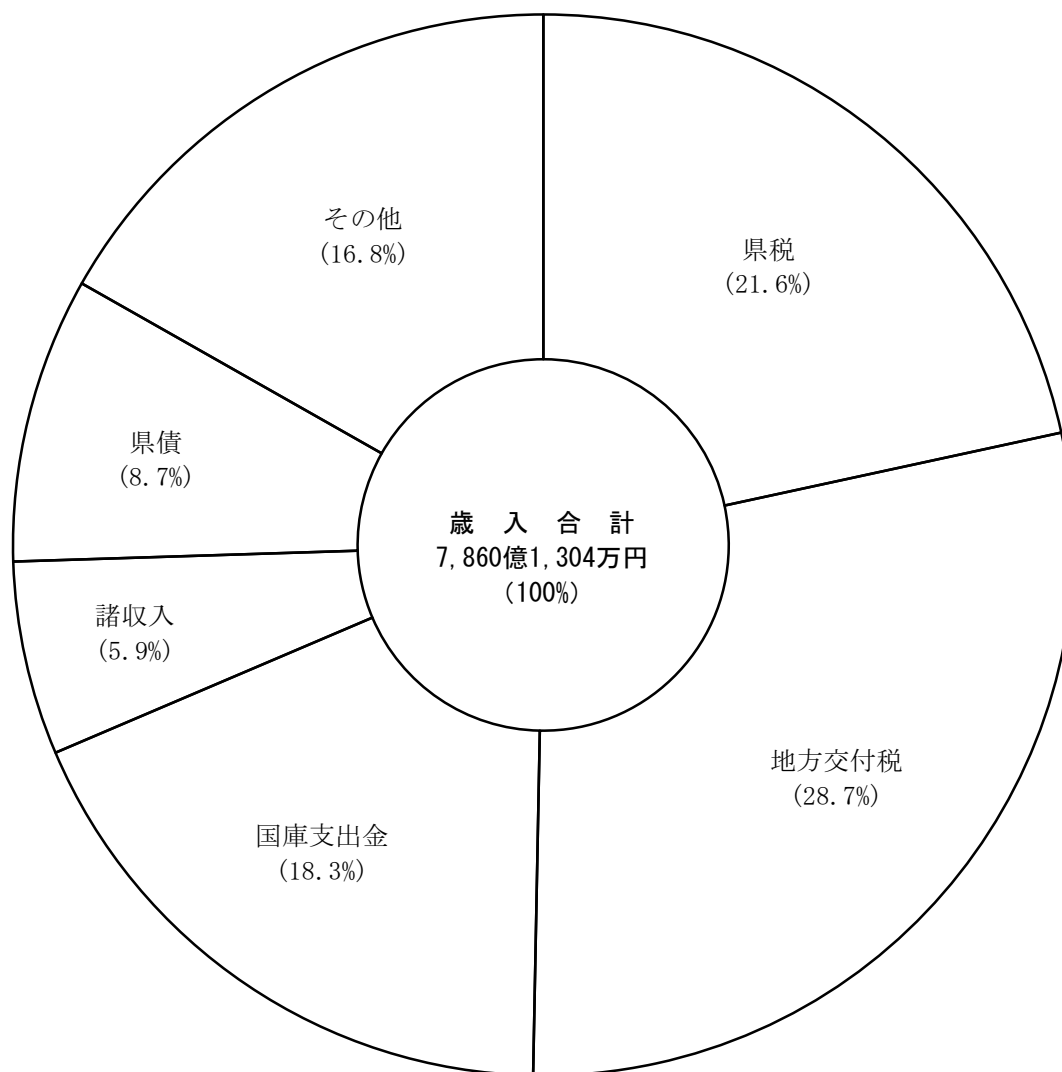 その他
(16.8%)
県税
(21.6%)
県債
(8.7%)
歳 入 合 計
7,860億1,304万円
(100%)
諸収入
(5.9%)
地方交付税
(28.7%)
国庫支出金
(18.3%)